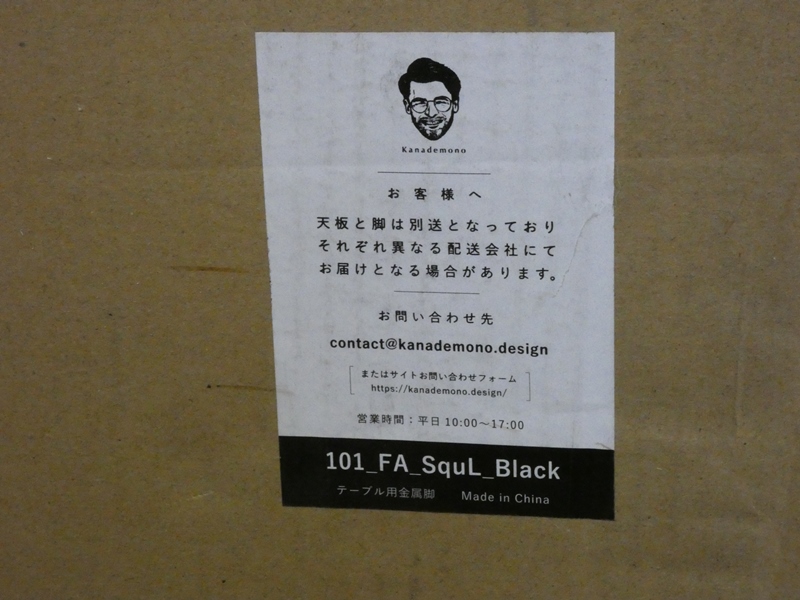 Kanademono
お客様へ
天板と脚は別送となっており
それぞれ異なる配送会社にて
お届けとなる場合があります。
お問い合わせ先
contact@kanademono.design
またはサイトお問い合わせフォーム
https://kanademono.design/
営業時間：平日10:00〜17:00
101_FA_SquL_Black
テーブル用金属脚 Made in China